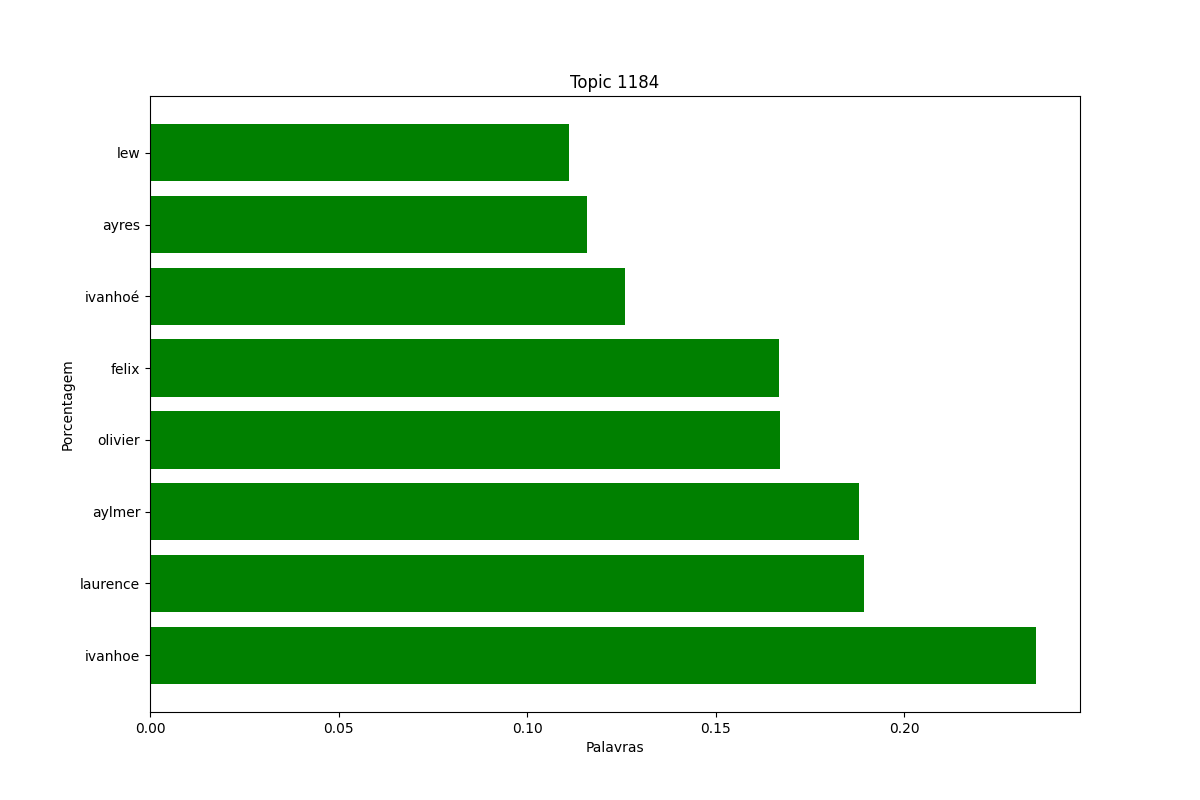 Topic 1184
lew
ayres
ivanhoé
felix
olivier
aylmer
laurence
ivanhoe
Porcentagem
0.00 0.05 0.10 0.15 0.20
Palavras